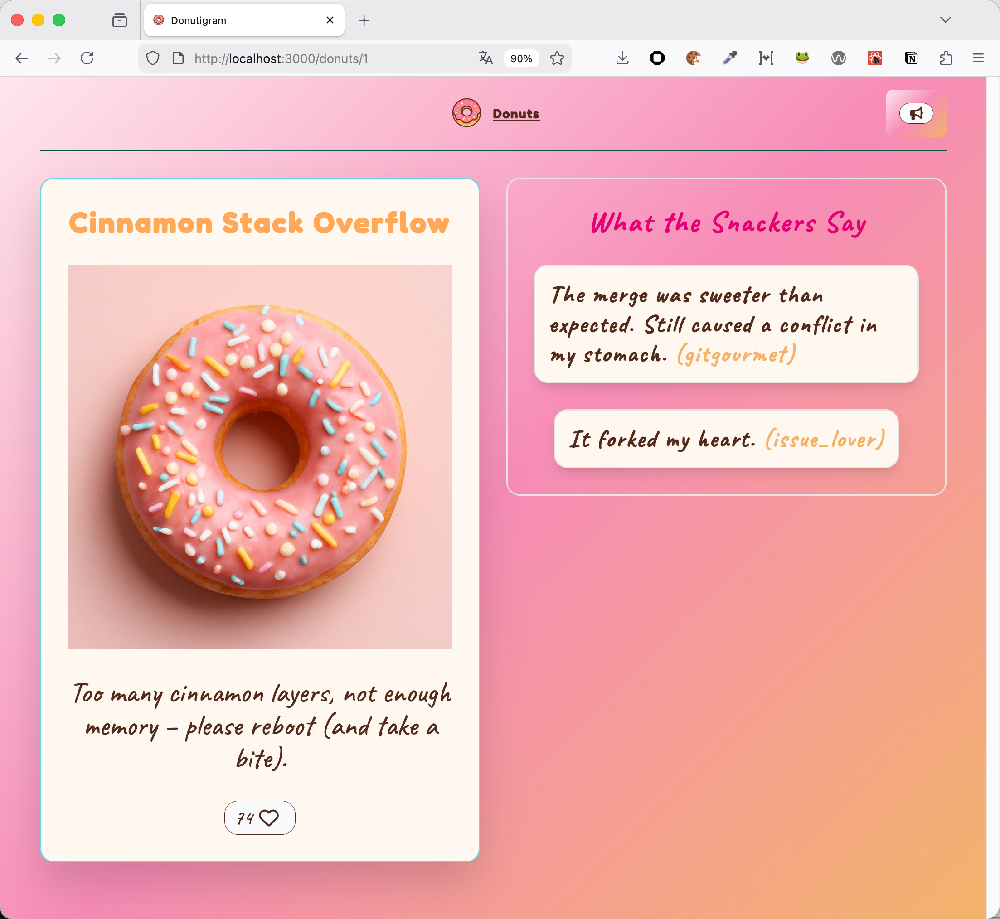 Donutigram
http://localhost:3000/donuts/1
90%
Donuts
Cinnamon Stack Overflow
Too many cinnamon layers, not enough
memory – please reboot (and take a
bite).
74
What the Snackers Say
The merge was sweeter than
expected. Still caused a conflict in
my stomach. (gitgourmet)
It forked my heart. (issue_lover)